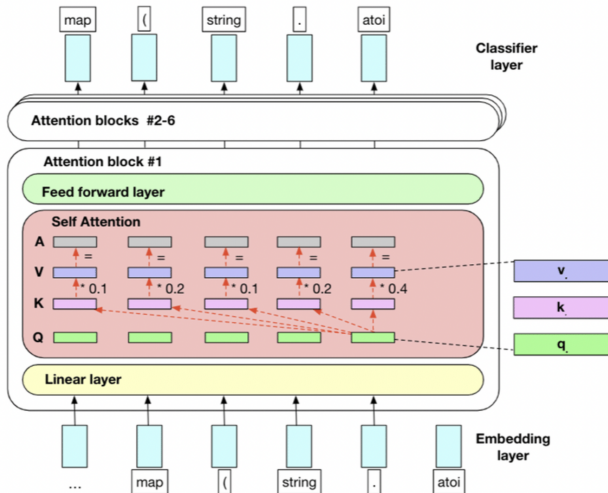 map ( string . atoi
Classifier
layer
Attention blocks #2-6
Attention block #1
Feed forward layer
Self Attention
A
= = = = =
V
v.
* 0.1 * 0.2 * 0.1 * 0.2 * 0.4
K
k.
Q
q.
Linear layer
Embedding
layer
... map ( string . atoi